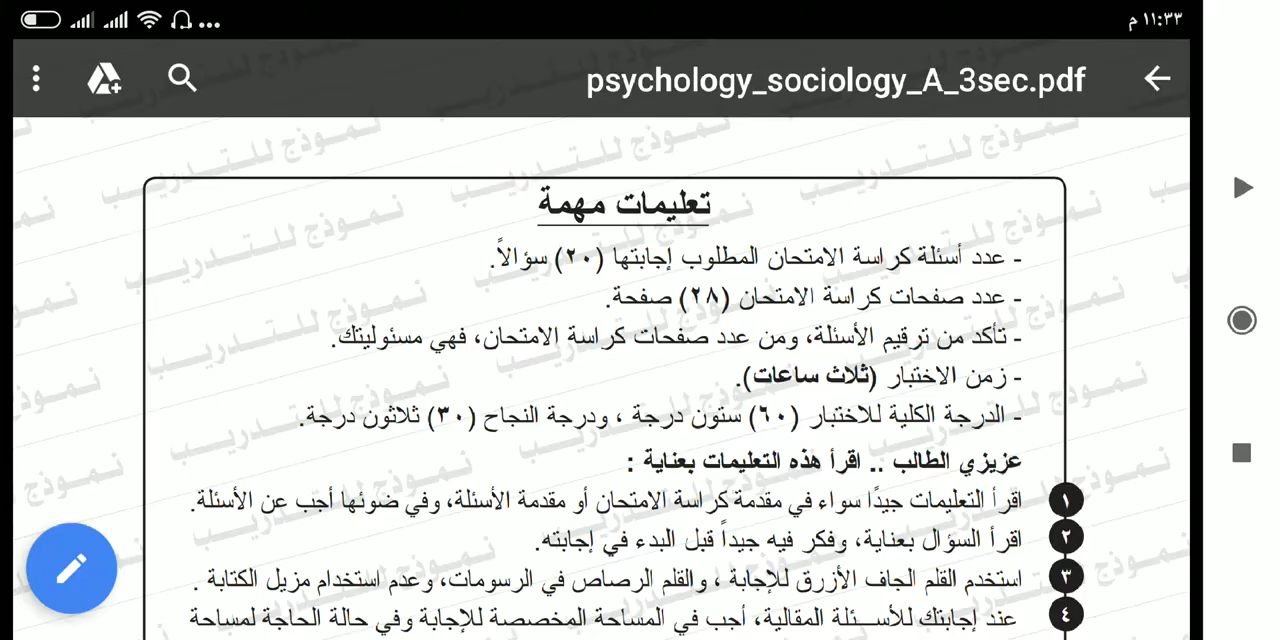 ١١:٣٣ م
psychology_sociology_A_3sec.pdf
نموذج للتدريب
تعليمات مهمة
- عدد أسئلة كراسة الامتحان المطلوب إجابتها (٢٠) سؤالاً.
- عدد صفحات كراسة الامتحان (٢٨) صفحة.
- تأكد من ترقيم الأسئلة، ومن عدد صفحات كراسة الامتحان، فهي مسئوليتك.
- زمن الاختبار (ثلاث ساعات).
- الدرجة الكلية للاختبار (٦٠) ستون درجة ، ودرجة النجاح (٣٠) ثلاثون درجة.
عزيزي الطالب .. اقرأ هذه التعليمات بعناية :
١ اقرأ التعليمات جيدًا سواء في مقدمة كراسة الامتحان أو مقدمة الأسئلة، وفي ضوئها أجب عن الأسئلة.
٢ اقرأ السؤال بعناية، وفكر فيه جيداً قبل البدء في إجابته.
٣ استخدم القلم الجاف الأزرق للإجابة ، والقلم الرصاص في الرسومات، وعدم استخدام مزيل الكتابة .
٤ عند إجابتك للأسـئلة المقالية، أجب في المساحة المخصصة للإجابة وفي حالة الحاجة لمساحة